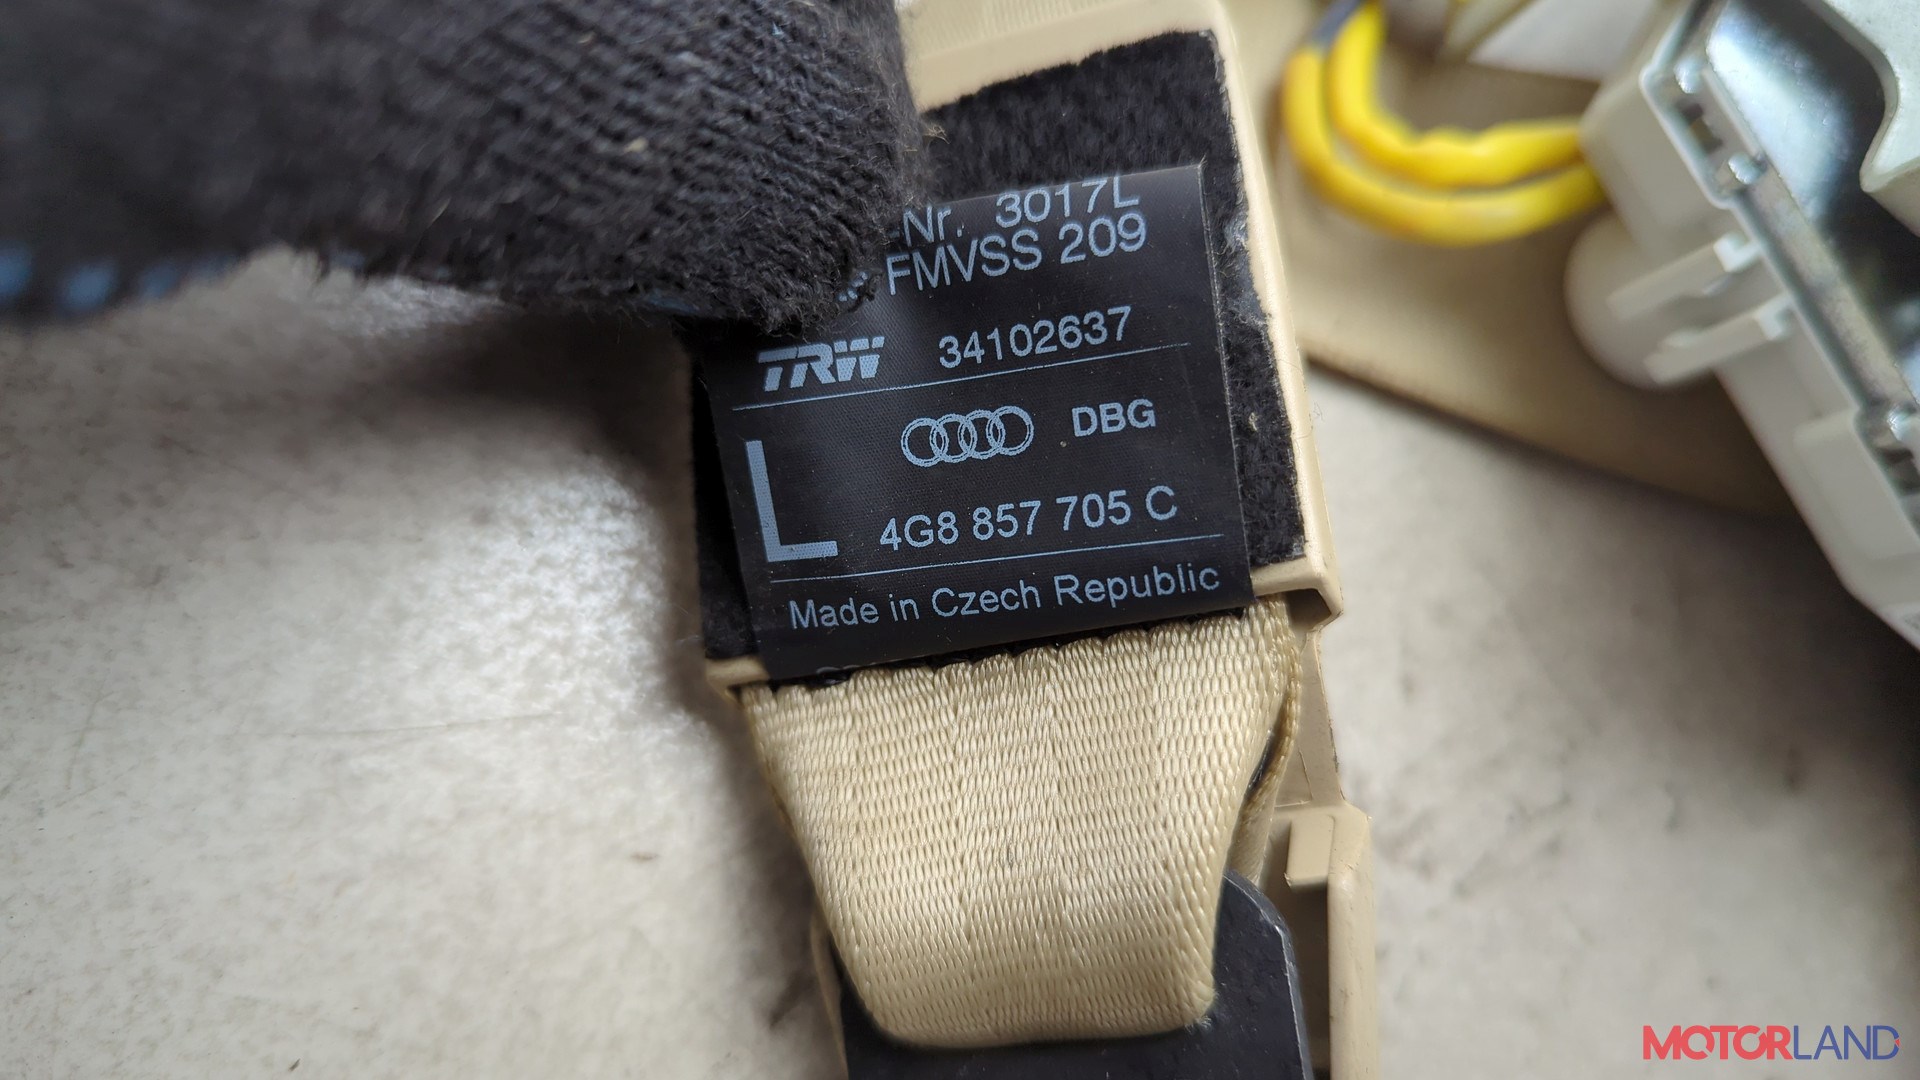 Nr. 3017L
FMVSS 209
TRW 34102637
DBG
L 4G8 857 705 C
Made in Czech Republic
MOTORLAND